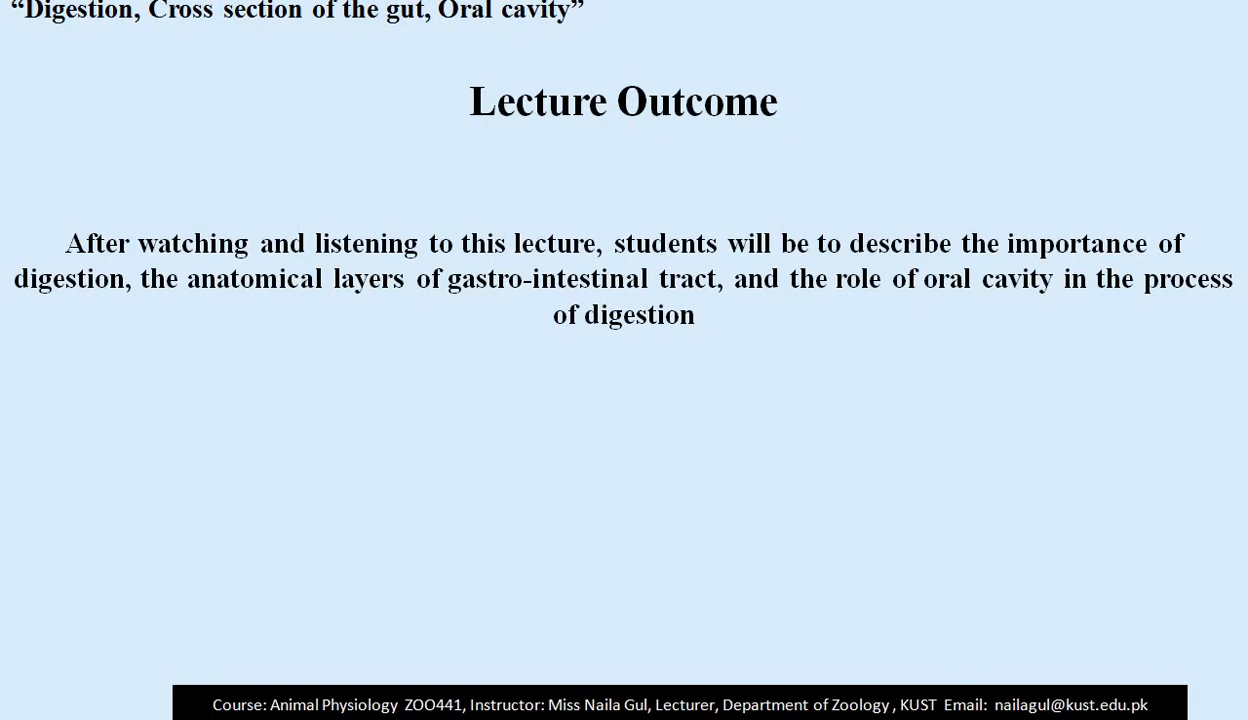 “Digestion, Cross section of the gut, Oral cavity”
Lecture Outcome
After watching and listening to this lecture, students will be to describe the importance of
digestion, the anatomical layers of gastro-intestinal tract, and the role of oral cavity in the process
of digestion
Course: Animal Physiology ZOO441, Instructor: Miss Naila Gul, Lecturer, Department of Zoology, KUST Email: nailagul@kust.edu.pk